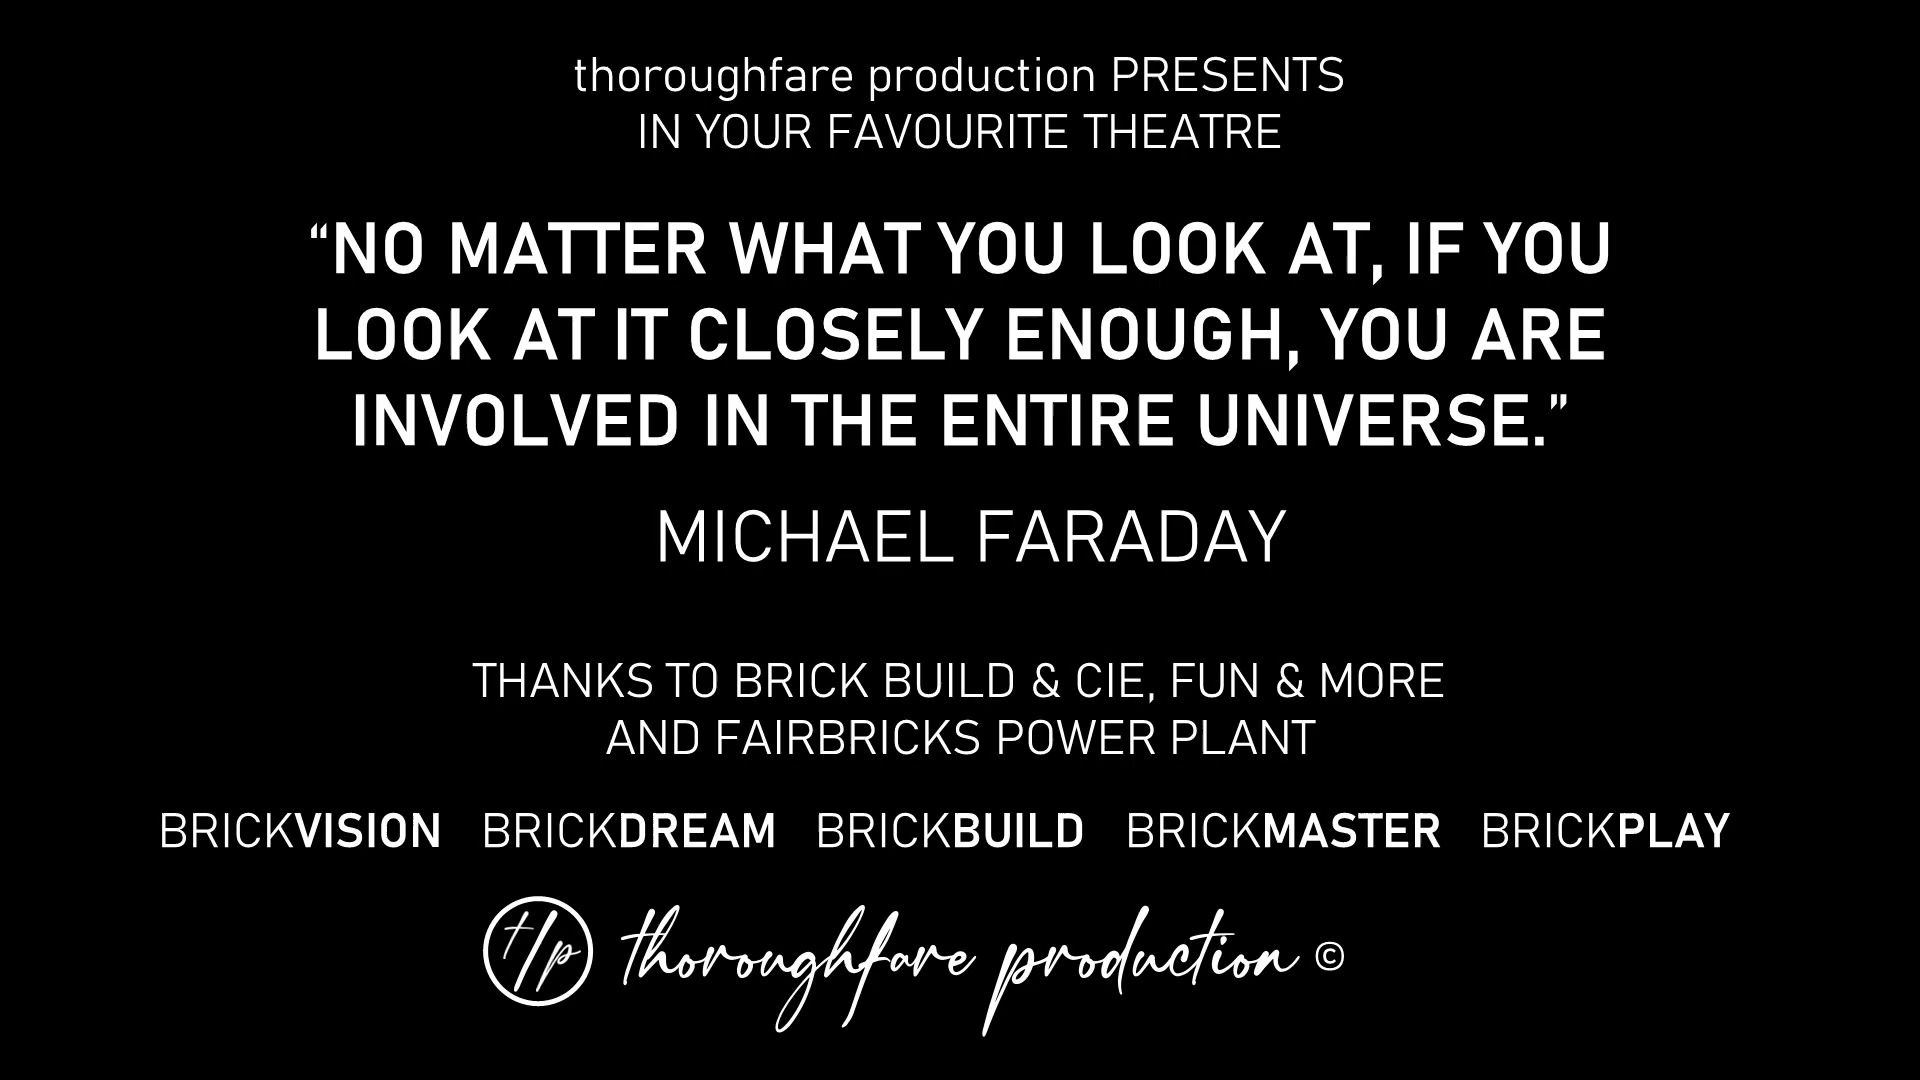 thoroughfare production PRESENTS
IN YOUR FAVOURITE THEATRE
“NO MATTER WHAT YOU LOOK AT, IF YOU
LOOK AT IT CLOSELY ENOUGH, YOU ARE
INVOLVED IN THE ENTIRE UNIVERSE.”
MICHAEL FARADAY
THANKS TO BRICK BUILD & CIE, FUN & MORE
AND FAIRBRICKS POWER PLANT
BRICKVISION BRICKDREAM BRICKBUILD BRICKMASTER BRICKPLAY
t/p thoroughfare production ©